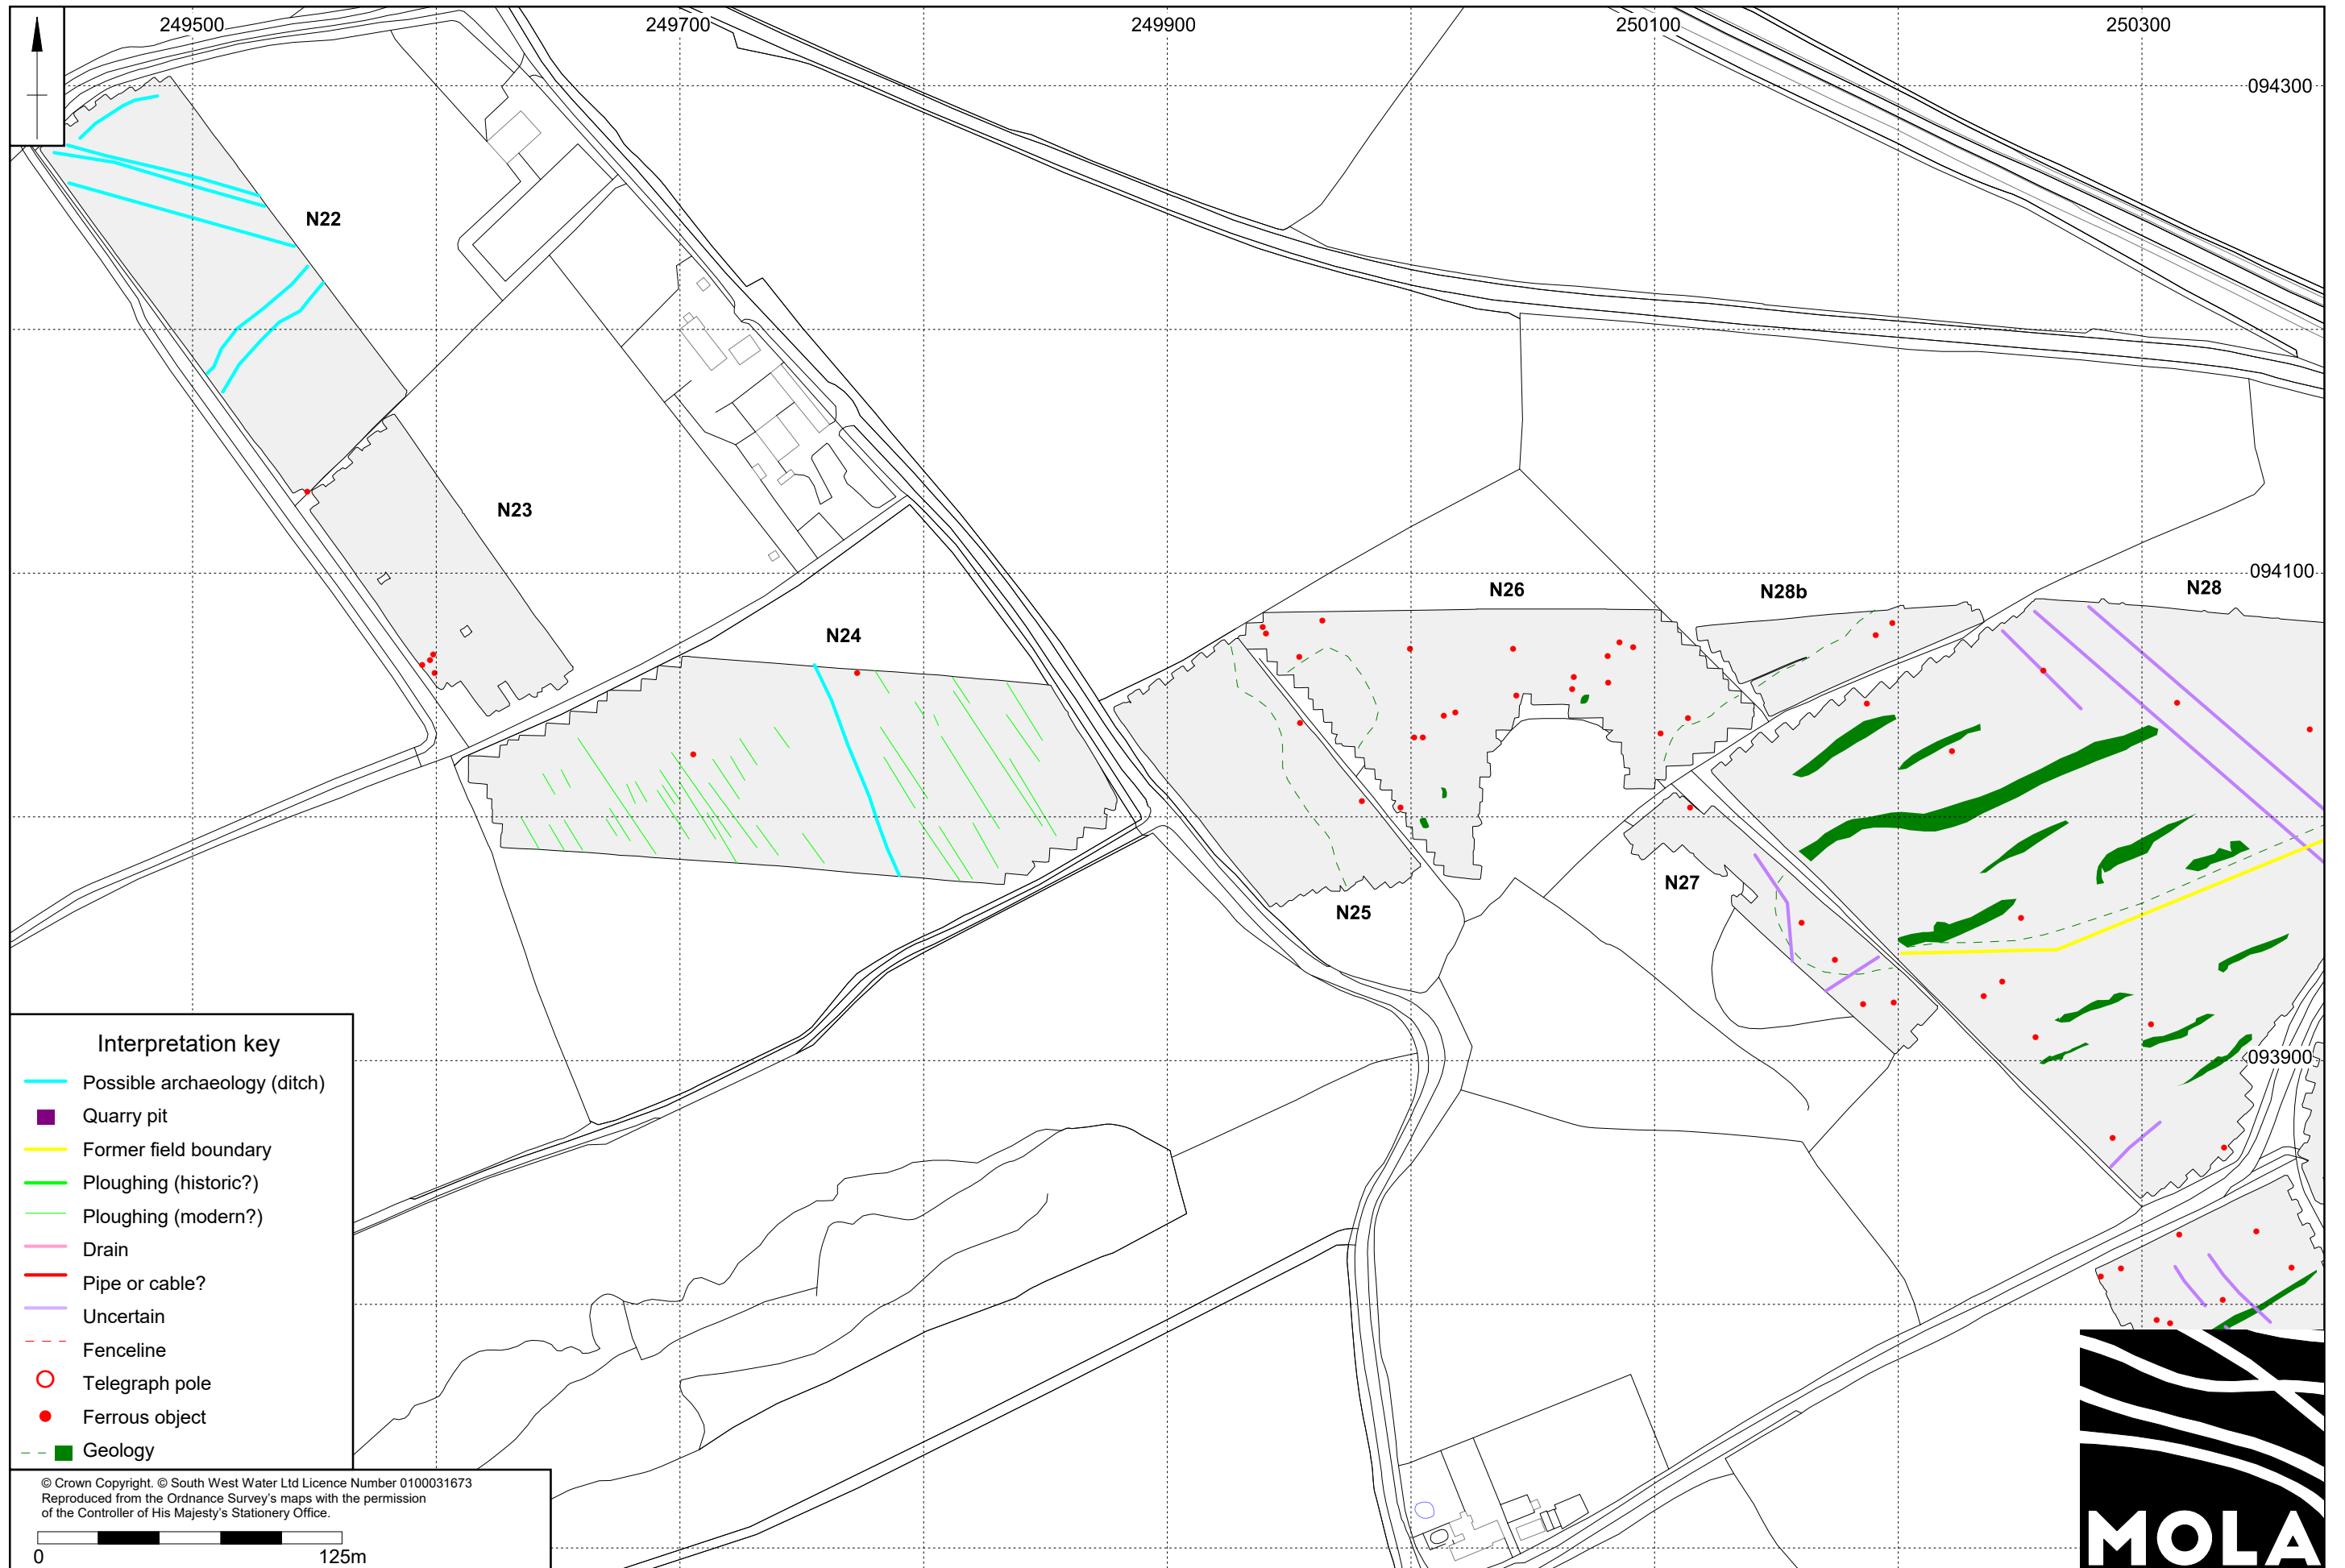 249500
249700
249900
250100
250300
094300
N22
N23
094100
N26
N28b
N28
N24
N27
N25
093900
Interpretation key
Possible archaeology (ditch)
Quarry pit
Former field boundary
Ploughing (historic?)
Ploughing (modern?)
Drain
Pipe or cable?
Uncertain
Fenceline
Telegraph pole
Ferrous object
Geology
© Crown Copyright. © South West Water Ltd Licence Number 0100031673
Reproduced from the Ordnance Survey's maps with the permission
of the Controller of His Majesty's Stationery Office.
0
125m
MOLA